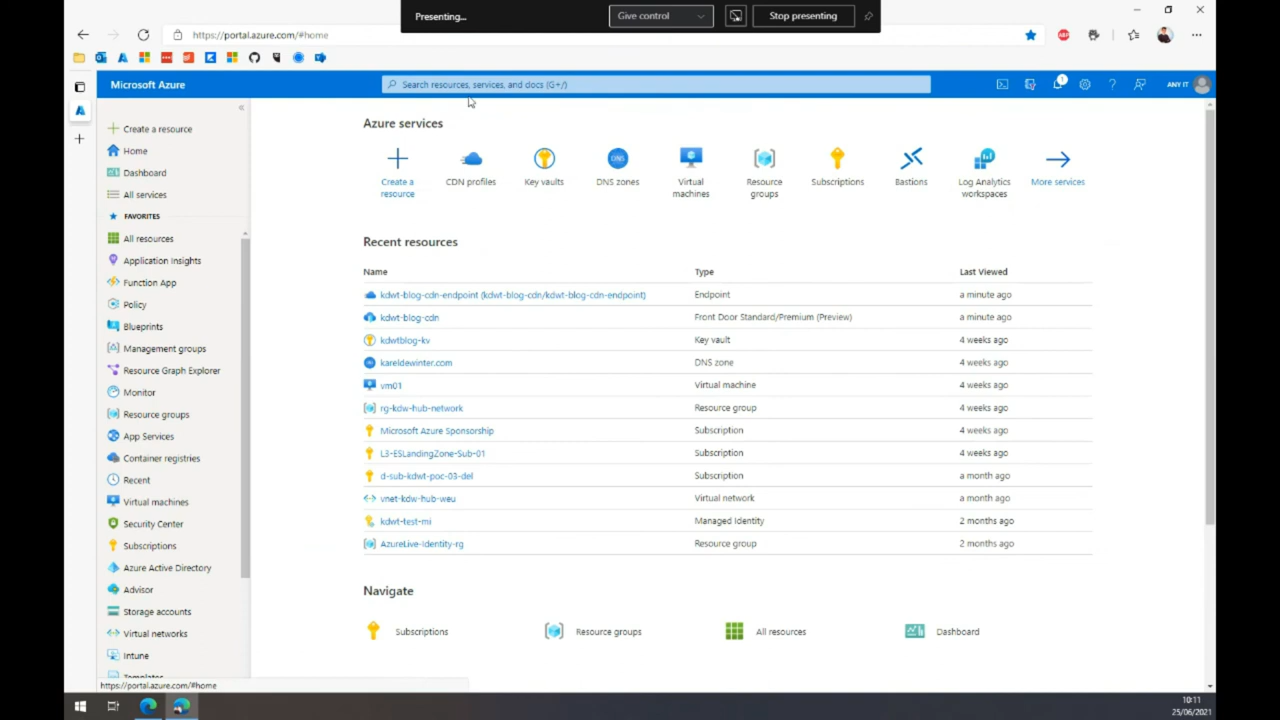 Presenting...
Give control
Stop presenting
https://portal.azure.com/#home
Microsoft Azure
Search resources, services, and docs (G+/)
1
ANY IT
Create a resource
Home
Dashboard
All services
FAVORITES
All resources
Application Insights
Function App
Policy
Blueprints
Management groups
Resource Graph Explorer
Monitor
Resource groups
App Services
Container registries
Recent
Virtual machines
Security Center
Subscriptions
Azure Active Directory
Advisor
Storage accounts
Virtual networks
Intune
Templates
https://portal.azure.com/#home
Azure services
Create a
resource
CDN profiles
Key vaults
DNS
DNS zones
Virtual
machines
Resource
groups
Subscriptions
Bastions
Log Analytics
workspaces
More services
Recent resources
Name Type Last Viewed
kdwt-blog-cdn-endpoint (kdwt-blog-cdn/kdwt-blog-cdn-endpoint) Endpoint a minute ago
kdwt-blog-cdn Front Door Standard/Premium (Preview) a minute ago
kdwtblog-kv Key vault 4 weeks ago
kareldewinter.com DNS zone 4 weeks ago
vm01 Virtual machine 4 weeks ago
rg-kdw-hub-network Resource group 4 weeks ago
Microsoft Azure Sponsorship Subscription 4 weeks ago
L3-ESLandingZone-Sub-01 Subscription 4 weeks ago
d-sub-kdwt-poc-03-del Subscription a month ago
vnet-kdw-hub-weu Virtual network a month ago
kdwt-test-mi Managed Identity 2 months ago
AzureLive-Identity-rg Resource group 2 months ago
Navigate
Subscriptions
Resource groups
All resources
Dashboard
10:11
25/06/2021